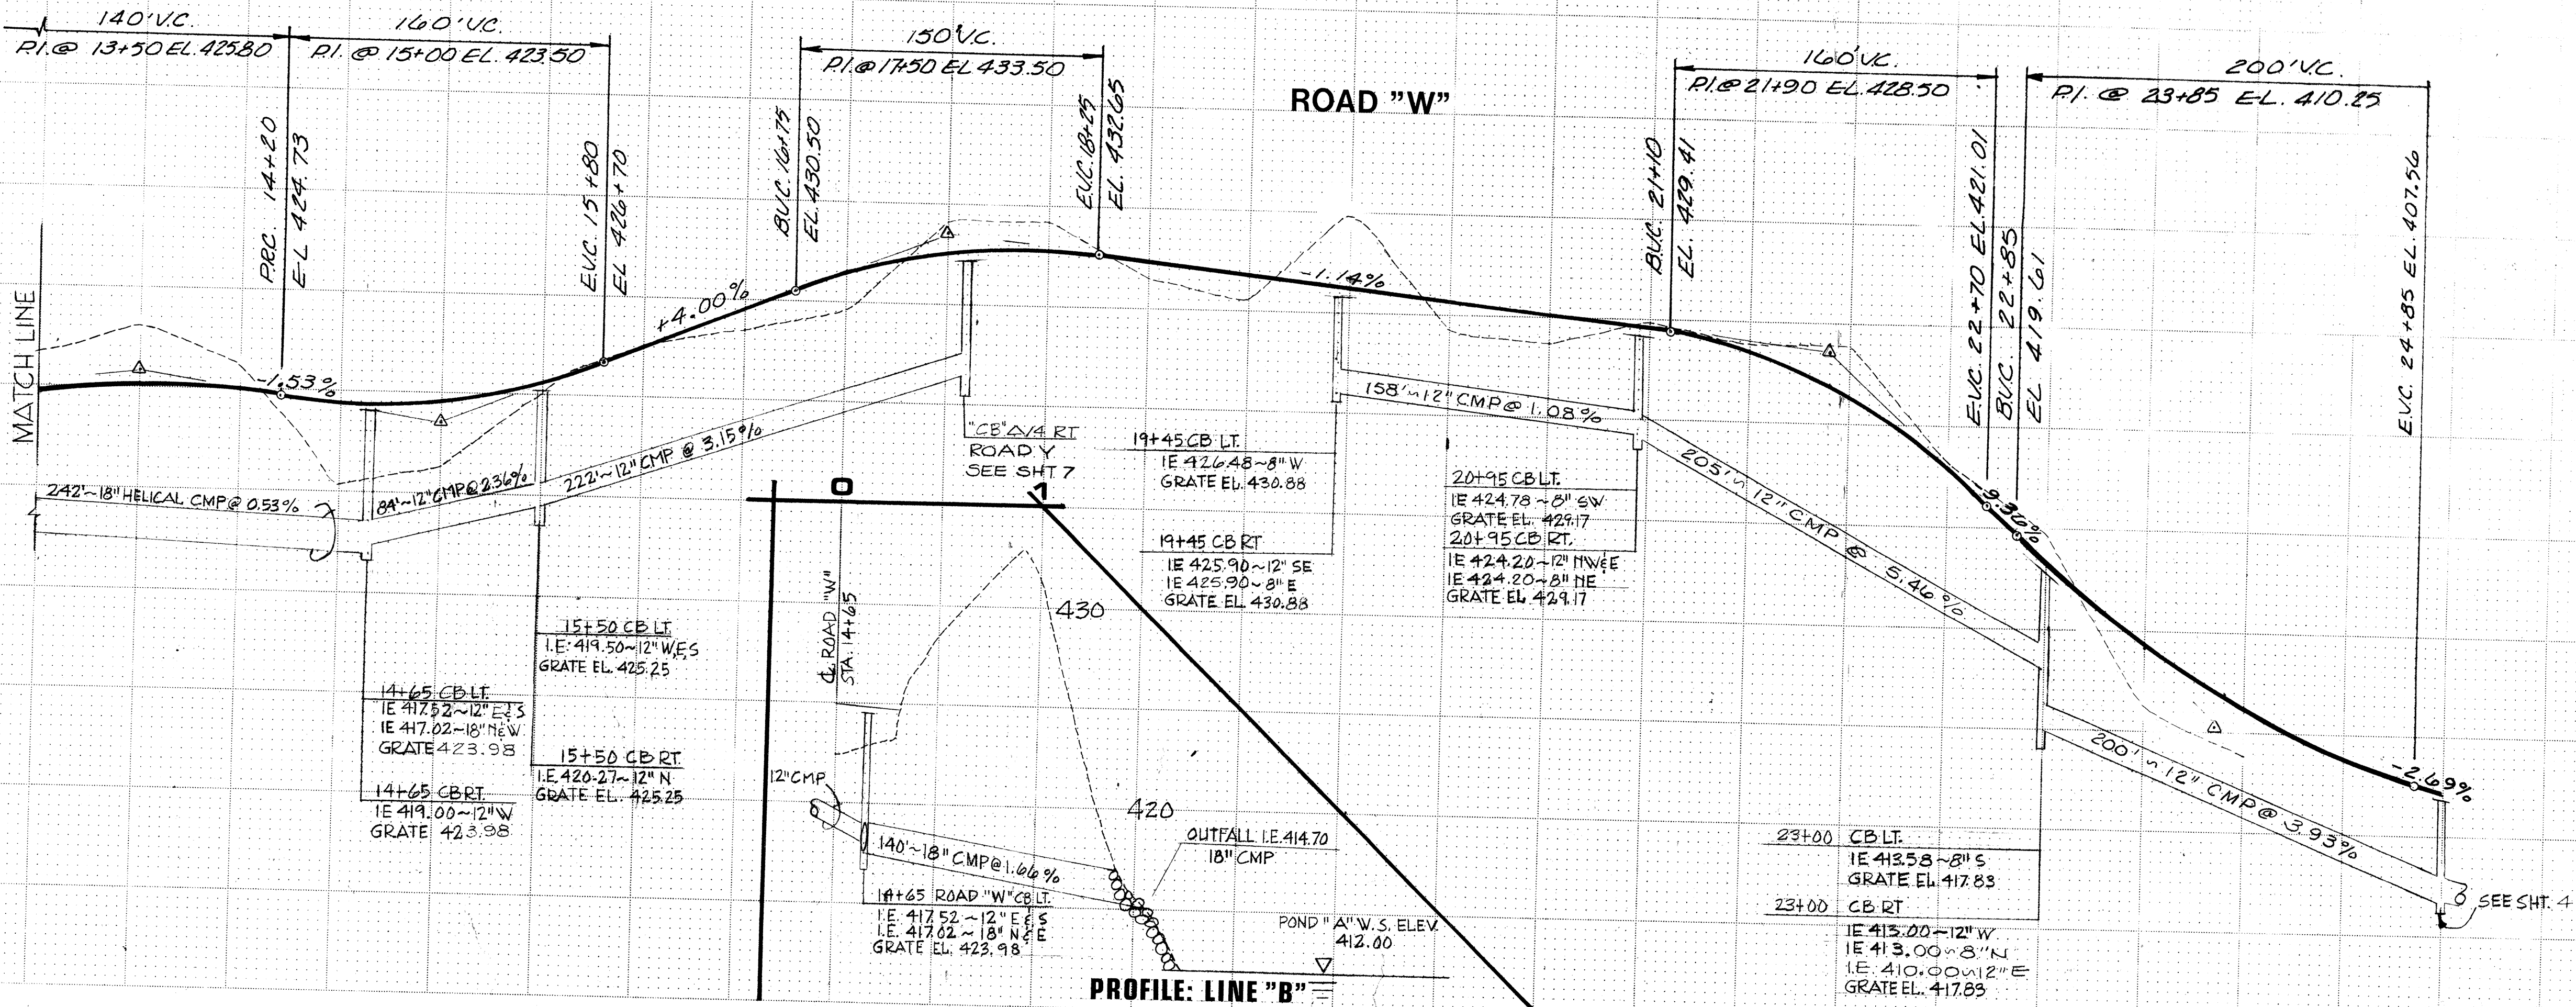 140' V.C.
P.I. @ 13+50 EL. 425.80
160' V.C.
P.I. @ 15+00 EL. 423.50
150' V.C.
P.I. @ 17+50 EL 433.50
ROAD "W"
160' V.C.
P.I. @ 21+90 EL. 428.50
200' V.C.
P.I. @ 23+85 EL. 410.25
P.R.C. 14+20
EL 424.73
E.V.C. 15+80
EL 426+70
B.V.C. 16+75
EL. 430.50
E.V.C. 18+25
EL. 432.65
B.V.C. 21+10
EL. 429.41
E.V.C. 22+70 EL. 421.01
B.V.C. 22+85
EL 419.61
E.V.C. 24+85 EL. 407.56
MATCH LINE
-1.53%
+4.00%
-1.14%
-9.36%
-2.69%
242'~18" HELICAL CMP @ 0.53%
84'~12" CMP @ 2.36%
222'~12" CMP @ 3.15%
158'~12" CMP @ 1.08%
205'~12" CMP @ 5.46%
200'~12" CMP @ 3.93%
SEE SHT. 4
"CB" △/4 RT
ROAD Y
SEE SHT 7
19+45 CB LT.
IE 426.48~8" W
GRATE EL. 430.88
19+45 CB RT
IE 425.90~12" SE
IE 425.90~8" E
GRATE EL. 430.88
20+95 CB LT.
IE 424.78~8" SW
GRATE EL. 429.17
20+95 CB RT.
IE 424.20~12" NW&E
IE 424.20~8" NE
GRATE EL. 429.17
15+50 CB LT.
I.E. 419.50~12" W,E,S
GRATE EL. 425.25
15+50 CB RT.
I.E. 420.27~12" N
GRATE EL. 425.25
14+65 CB LT.
IE 417.52~12" E&S
IE 417.02~18" N&W
GRATE 423.98
14+65 CB RT.
IE 419.00~12" W
GRATE 423.98
0
1
℄ ROAD "W"
STA. 14+65
430
420
12" CMP
140'~18" CMP @ 1.66%
OUTFALL I.E. 414.70
18" CMP
14+65 ROAD "W" CB LT.
I.E. 417.52~12" E&S
I.E. 417.02~18" N&E
GRATE EL. 423.98
POND "A" W.S. ELEV.
412.00
PROFILE: LINE "B"
23+00 CB LT.
IE 413.58~8" S
GRATE EL. 417.83
23+00 CB RT
IE 413.00~12" W
IE 413.00~8" N
I.E. 410.00~12" E
GRATE EL. 417.83